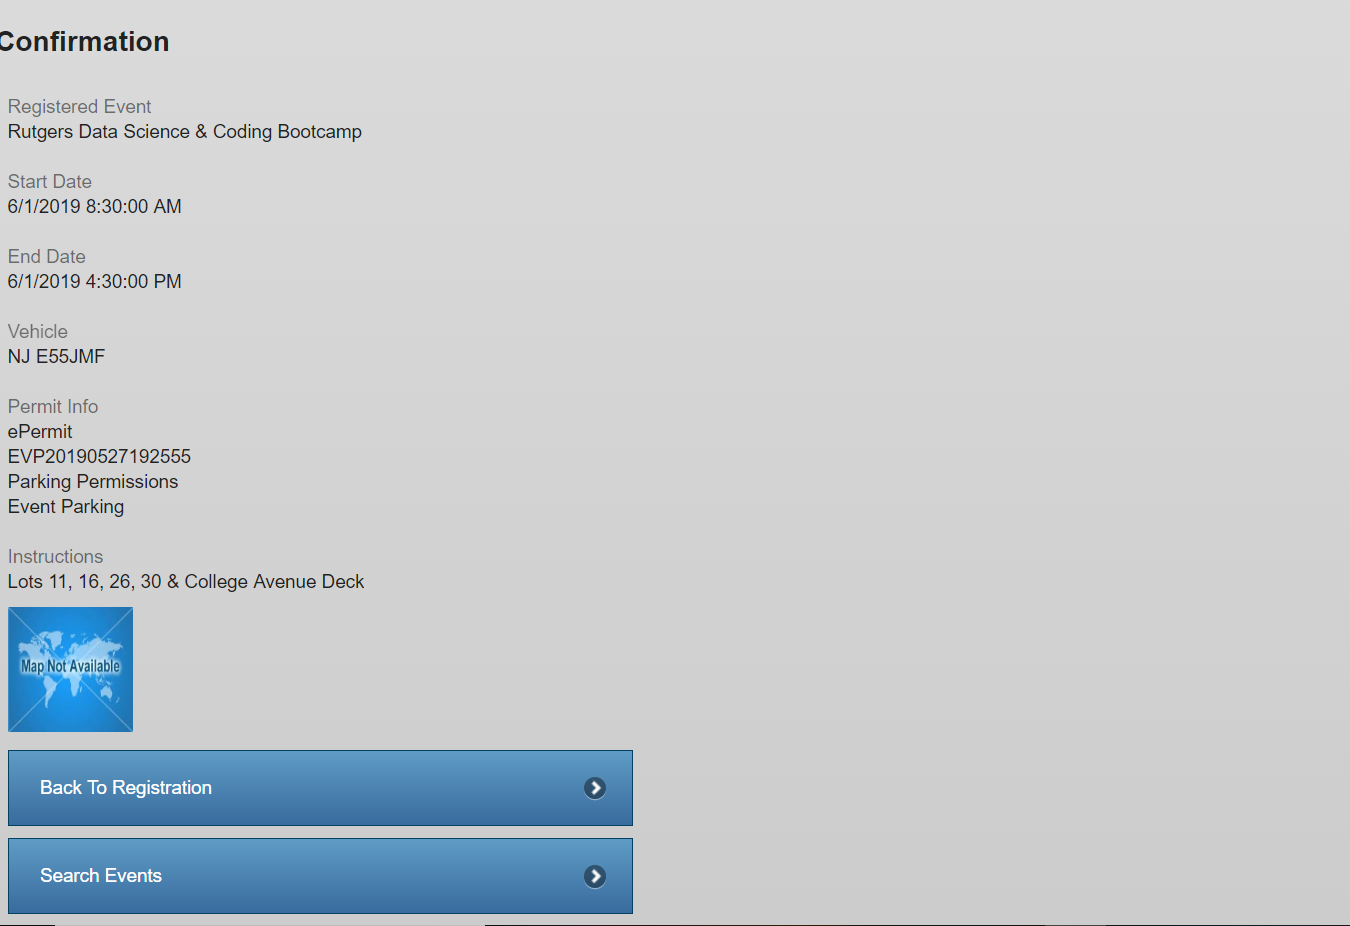 Confirmation
Registered Event
Rutgers Data Science & Coding Bootcamp
Start Date
6/1/2019 8:30:00 AM
End Date
6/1/2019 4:30:00 PM
Vehicle
NJ E55JMF
Permit Info
ePermit
EVP20190527192555
Parking Permissions
Event Parking
Instructions
Lots 11, 16, 26, 30 & College Avenue Deck
Map Not Available
Back To Registration
Search Events